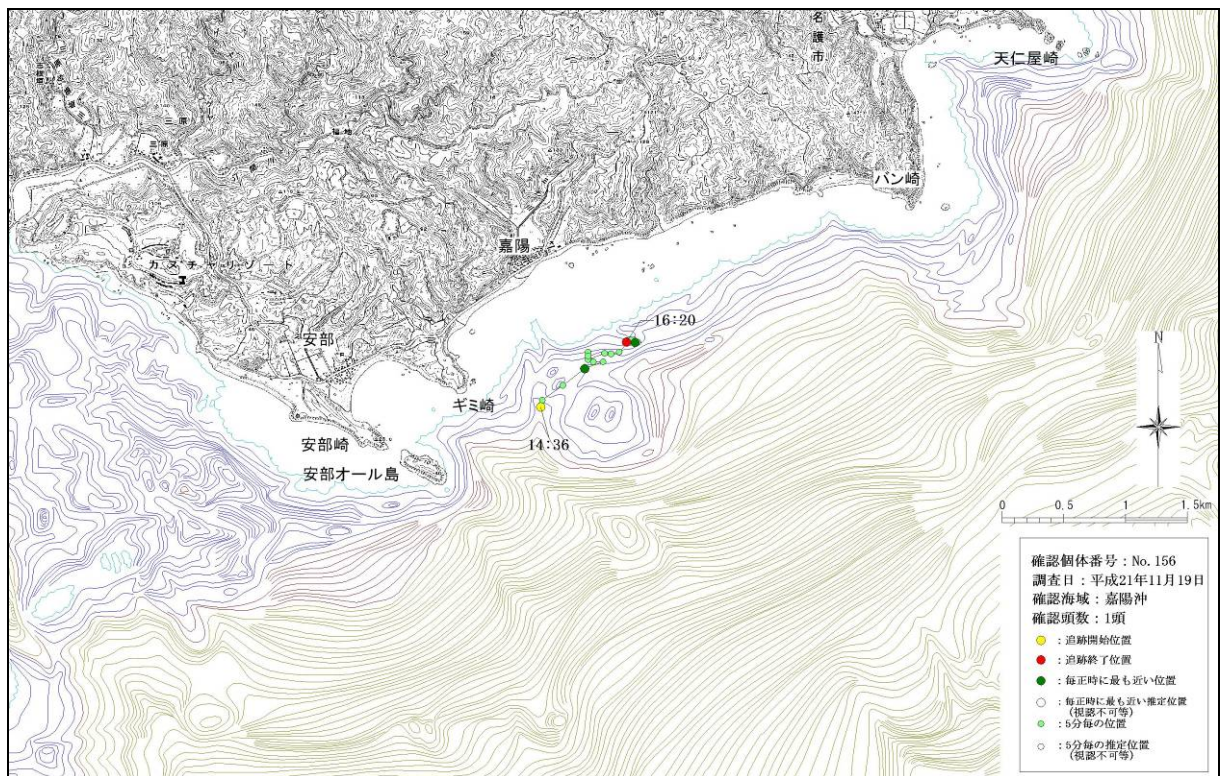 名護市
天仁屋崎
バン崎
三原
三原
福地
嘉陽
カヌチャリゾート
安部
ギミ崎
安部崎
安部オール島
16:20
14:36
N
0 0.5 1 1.5km
確認個体番号：No.156
調査日：平成21年11月19日
確認海域：嘉陽沖
確認頭数：1頭
：追跡開始位置
：追跡終了位置
：毎正時に最も近い位置
：毎正時に最も近い推定位置
(視認不可等)
：5分毎の位置
：5分毎の推定位置
(視認不可等)